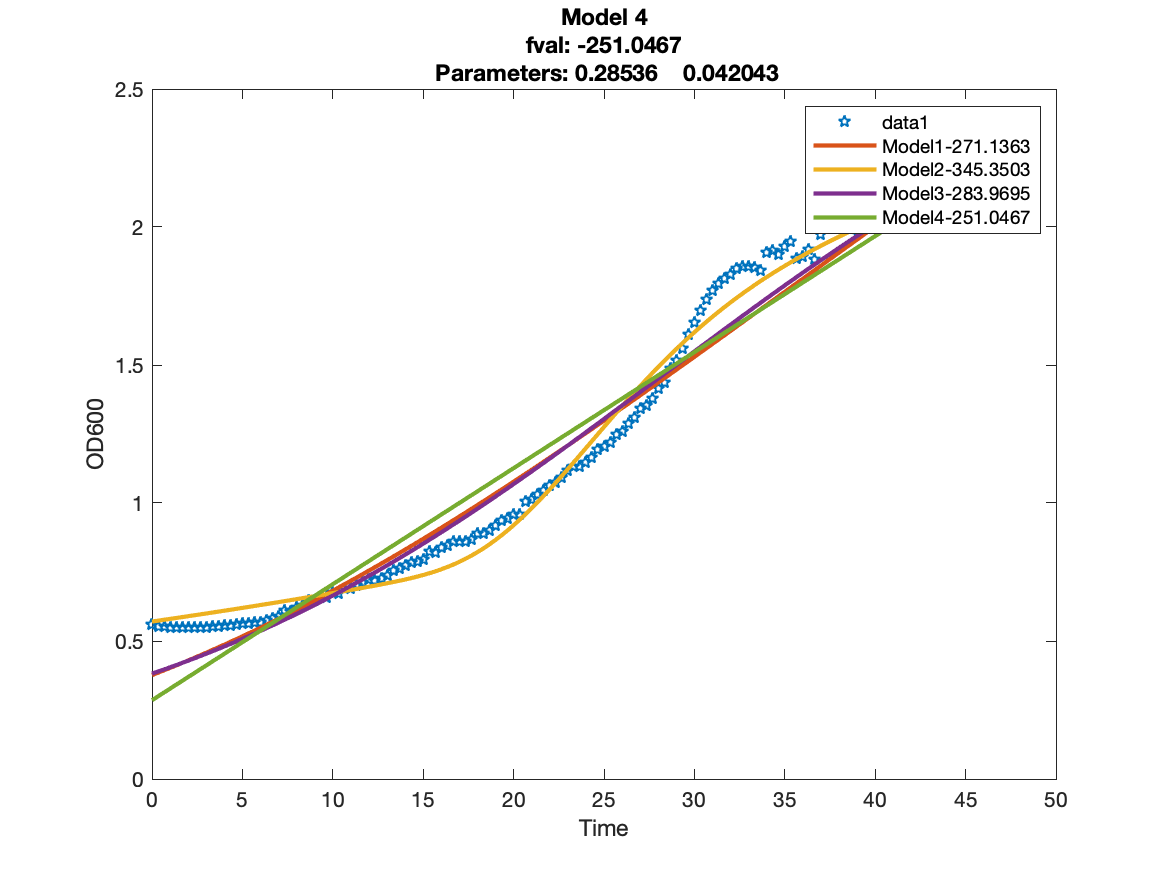 Model 4
fval: -251.0467
Parameters: 0.28536 0.042043
2.5
2
1.5
1
0.5
0
OD600
data1
Model1-271.1363
Model2-345.3503
Model3-283.9695
Model4-251.0467
0 5 10 15 20 25 30 35 40 45 50
Time